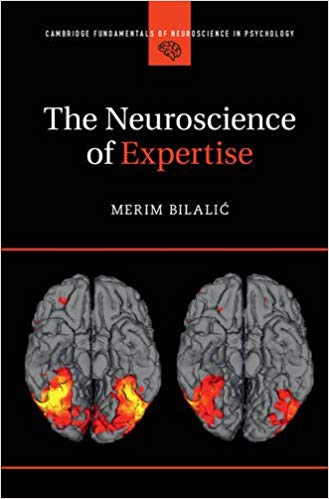 CAMBRIDGE FUNDAMENTALS OF NEUROSCIENCE IN PSYCHOLOGY
The Neuroscience
of Expertise
MERIM BILALIĆ